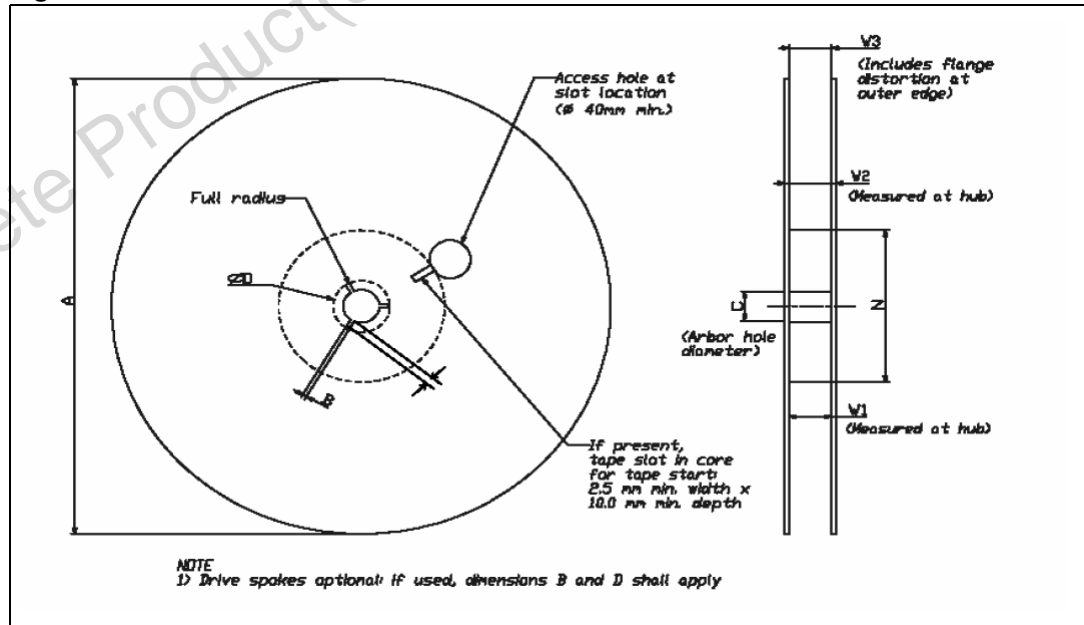 ete Product(
Access hole at
slot location
(Ø 40mm min.)
Full radius
ØD
A
B
If present,
tape slot in core
for tape start:
2.5 mm min. width x
10.0 mm min. depth
W3
(Includes flange
distortion at
outer edge)
W2
(Measured at hub)
C
N
(Arbor hole
diameter)
W1
(Measured at hub)
NOTE
1) Drive spokes optional; if used, dimensions B and D shall apply